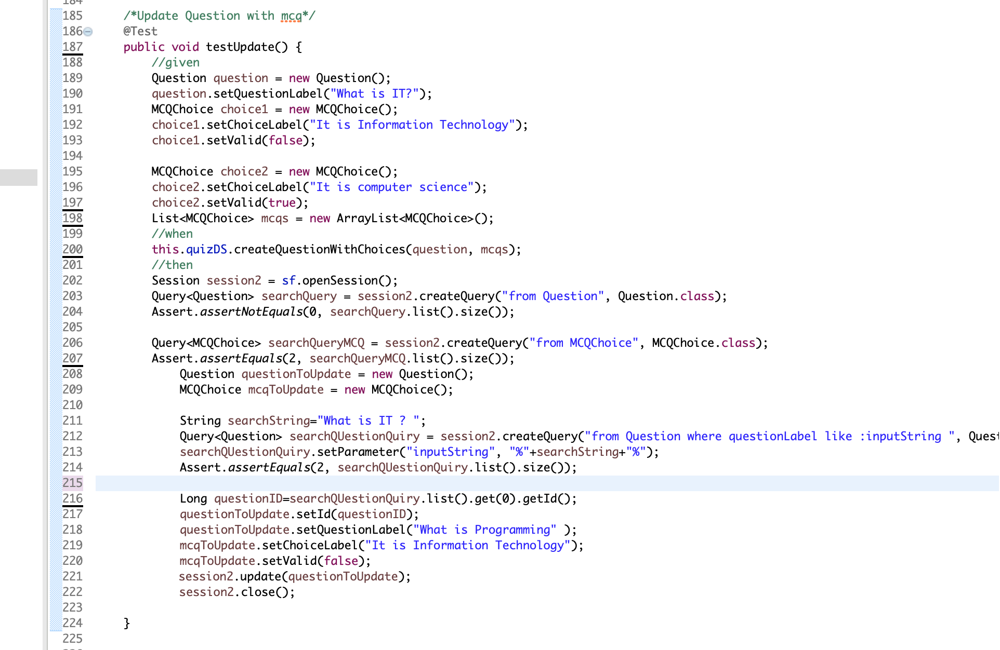 184
185 /*Update Question with mcq*/
186 @Test
187 public void testUpdate() {
188 //given
189 Question question = new Question();
190 question.setQuestionLabel("What is IT?");
191 MCQChoice choice1 = new MCQChoice();
192 choice1.setChoiceLabel("It is Information Technology");
193 choice1.setValid(false);
194
195 MCQChoice choice2 = new MCQChoice();
196 choice2.setChoiceLabel("It is computer science");
197 choice2.setValid(true);
198 List<MCQChoice> mcqs = new ArrayList<MCQChoice>();
199 //when
200 this.quizDS.createQuestionWithChoices(question, mcqs);
201 //then
202 Session session2 = sf.openSession();
203 Query<Question> searchQuery = session2.createQuery("from Question", Question.class);
204 Assert.assertNotEquals(0, searchQuery.list().size());
205
206 Query<MCQChoice> searchQueryMCQ = session2.createQuery("from MCQChoice", MCQChoice.class);
207 Assert.assertEquals(2, searchQueryMCQ.list().size());
208 Question questionToUpdate = new Question();
209 MCQChoice mcqToUpdate = new MCQChoice();
210
211 String searchString="What is IT ? ";
212 Query<Question> searchQUestionQuiry = session2.createQuery("from Question where questionLabel like :inputString ", Quest
213 searchQUestionQuiry.setParameter("inputString", "%"+searchString+"%");
214 Assert.assertEquals(2, searchQUestionQuiry.list().size());
215
216 Long questionID=searchQUestionQuiry.list().get(0).getId();
217 questionToUpdate.setId(questionID);
218 questionToUpdate.setQuestionLabel("What is Programming" );
219 mcqToUpdate.setChoiceLabel("It is Information Technology");
220 mcqToUpdate.setValid(false);
221 session2.update(questionToUpdate);
222 session2.close();
223
224 }
225